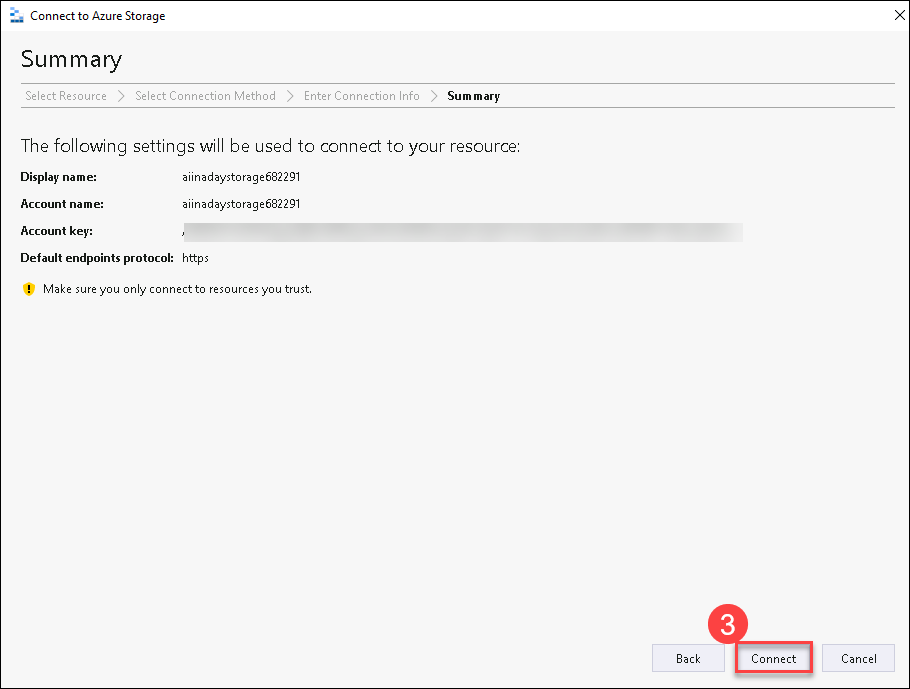 Connect to Azure Storage
Summary
Select Resource > Select Connection Method > Enter Connection Info > Summary
The following settings will be used to connect to your resource:
Display name: aiinadaystorage682291
Account name: aiinadaystorage682291
Account key:
Default endpoints protocol: https
Make sure you only connect to resources you trust.
3
Back Connect Cancel